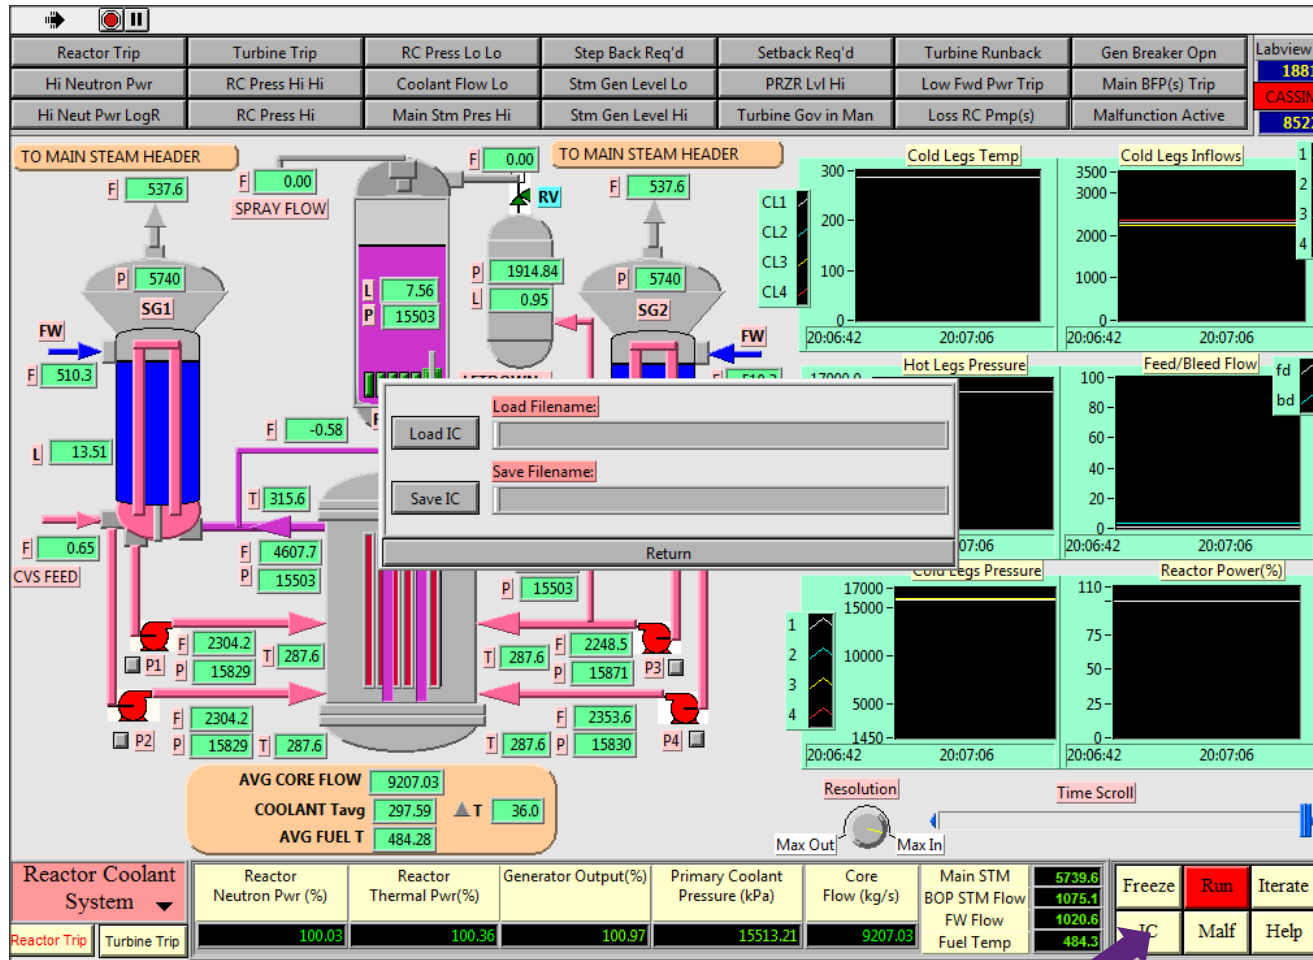 Reactor Trip Turbine Trip RC Press Lo Lo Step Back Req'd Setback Req'd Turbine Runback Gen Breaker Opn Labview
Hi Neutron Pwr RC Press Hi Hi Coolant Flow Lo Stm Gen Level Lo PRZR Lvl Hi Low Fwd Pwr Trip Main BFP(s) Trip 1881
CASSIM
Hi Neut Pwr LogR RC Press Hi Main Stm Pres Hi Stm Gen Level Hi Turbine Gov in Man Loss RC Pmp(s) Malfunction Active 852
TO MAIN STEAM HEADER
F 537.6
F 0.00
SPRAY FLOW
F 0.00
RV
TO MAIN STEAM HEADER
F 537.6
P 5740
SG1
L 7.56
P 15503
P 1914.84
L 0.95
P 5740
SG2
FW
F 510.3
FW
L 13.51
F -0.58
T 315.6
F 4607.7
P 15503
F 0.65
CVS FEED
P 15503
Load IC
Load Filename:
Save IC
Save Filename:
Return
P1
F 2304.2
P 15829
T 287.6
T 287.6
F 2248.5
P 15871
P3
P2
F 2304.2
P 15829
T 287.6
T 287.6
F 2353.6
P 15830
P4
AVG CORE FLOW 9207.03
COOLANT Tavg 297.59 T 36.0
AVG FUEL T 484.28
Cold Legs Temp
CL1
CL2
CL3
CL4
300
200
100
0
20:06:42 20:07:06
Cold Legs Inflows
3500
3000
2000
1000
0
20:06:42 20:07:06
1
2
3
4
Hot Legs Pressure
07:06
Feed/Bleed Flow
fd
bd
100
80
60
40
20
0
20:06:42 20:07:06
Cold Legs Pressure
1
2
3
4
17000
15000
10000
5000
1450
20:06:42 20:07:06
Reactor Power(%)
110
75
50
25
0
20:06:42 20:07:06
Resolution
Max Out Max In
Time Scroll
Reactor Coolant
System
Reactor Trip Turbine Trip
Reactor
Neutron Pwr (%)
100.03
Reactor
Thermal Pwr(%)
100.36
Generator Output(%)
100.97
Primary Coolant
Pressure (kPa)
15513.21
Core
Flow (kg/s)
9207.03
Main STM 5739.6
BOP STM Flow 1075.1
FW Flow 1020.6
Fuel Temp 484.3
Freeze Run Iterate
IC Malf Help